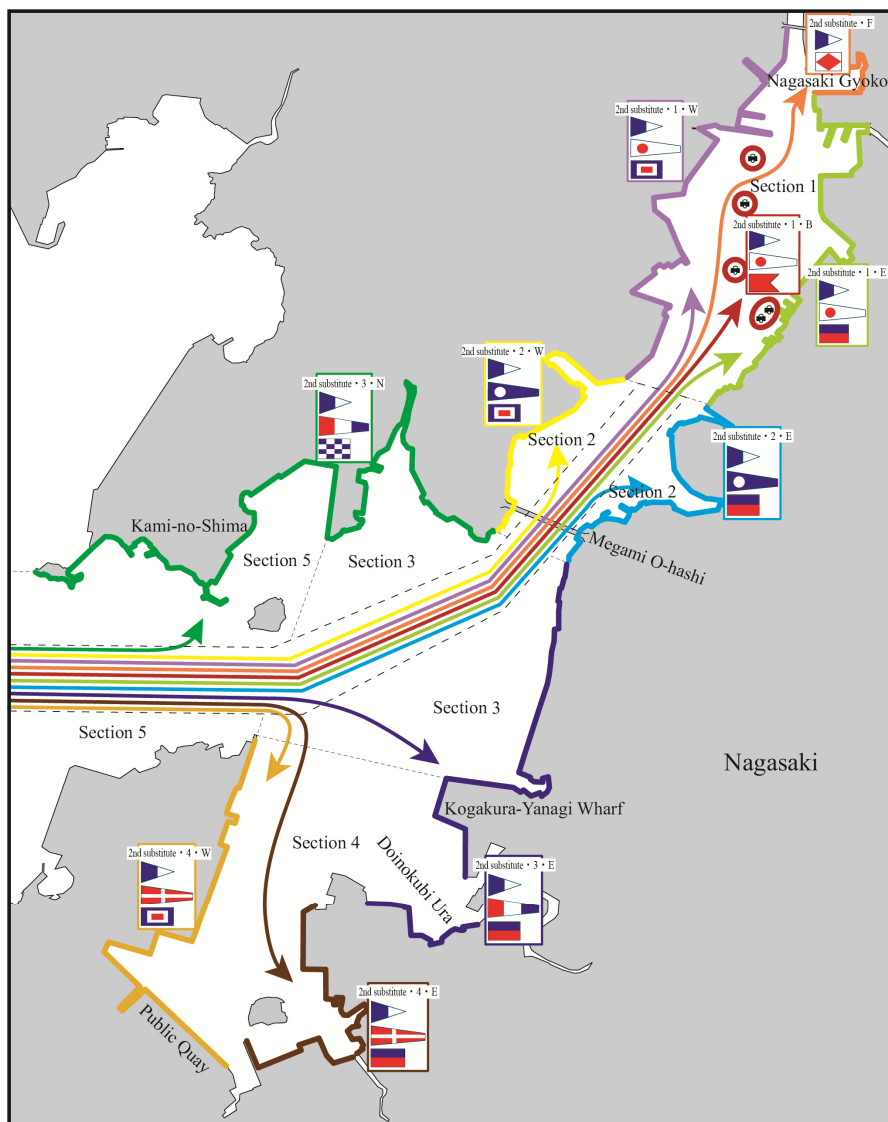 2nd substitute・F
Nagasaki Gyoko
2nd substitute・1・W
Section 1
2nd substitute・1・B
2nd substitute・1・E
2nd substitute・2・W
2nd substitute・3・N
Section 2
2nd substitute・2・E
Section 2
Kami-no-Shima
Megami O-hashi
Section 5
Section 3
Section 3
Section 5
Nagasaki
Kogakura-Yanagi Wharf
Section 4
Doinokubi Ura
2nd substitute・4・W
2nd substitute・3・E
2nd substitute・4・E
Public Quay